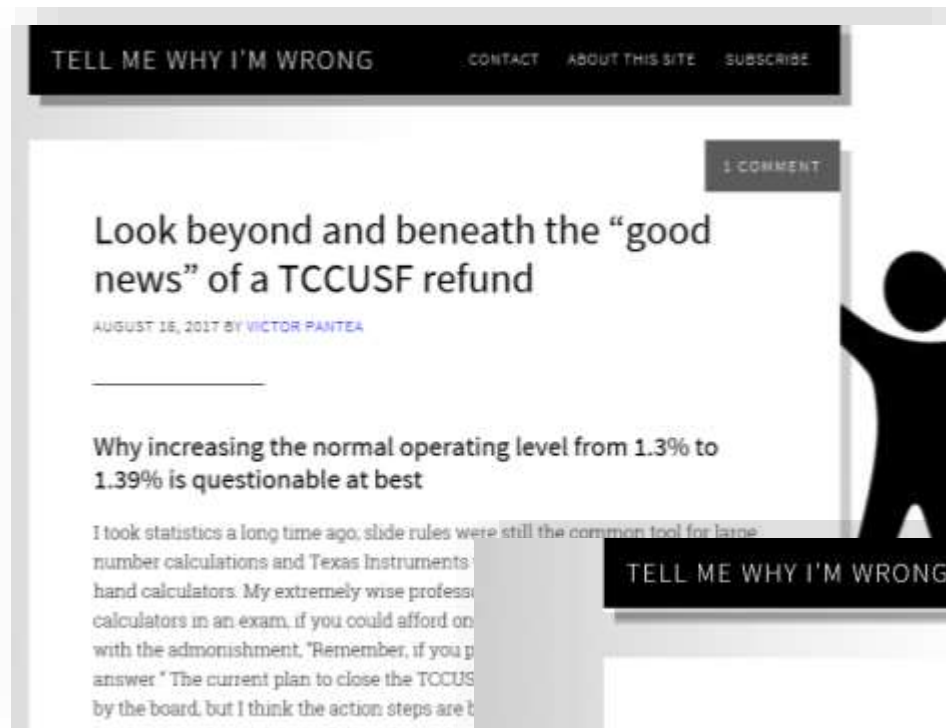 TELL ME WHY I'M WRONG CONTACT ABOUT THIS SITE SUBSCRIBE
1 COMMENT
Look beyond and beneath the “good
news” of a TCCUSF refund
AUGUST 16, 2017 BY VICTOR PANTEA
Why increasing the normal operating level from 1.3% to
1.39% is questionable at best
I took statistics a long time ago; slide rules were still the common tool for large
number calculations and Texas Instruments
hand calculators. My extremely wise profess
calculators in an exam, if you could afford on
with the admonishment, “Remember, if you p
answer.” The current plan to close the TCCUS
by the board, but I think the action steps are b
TELL ME WHY I'M WRONG